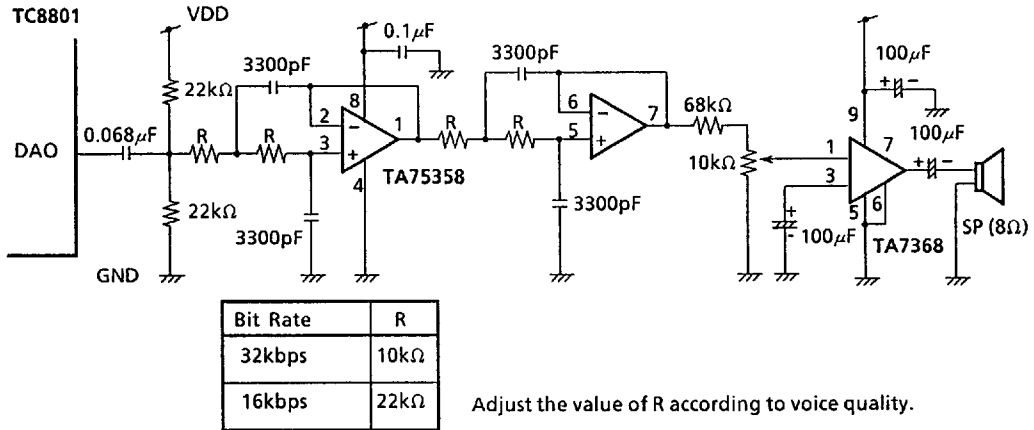 TC8801
VDD
0.1μF
3300pF
3300pF
100μF
22kΩ
8
9
100μF
0.068μF
R
R
2
1
R
R
6
7
68kΩ
DAO
3
5
10kΩ
1
7
4
TA75358
3
22kΩ
3300pF
3300pF
100μF
5
6
TA7368
SP (8Ω)
GND
Bit Rate R
32kbps 10kΩ
16kbps 22kΩ
Adjust the value of R according to voice quality.